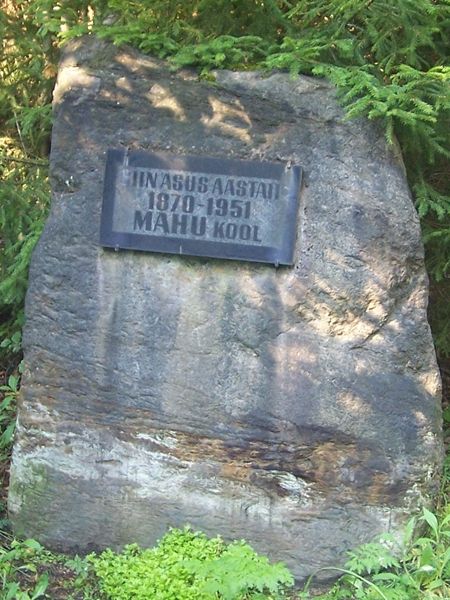 SIIN ASUS AASTAIL
1870-1951
MAHU KOOL